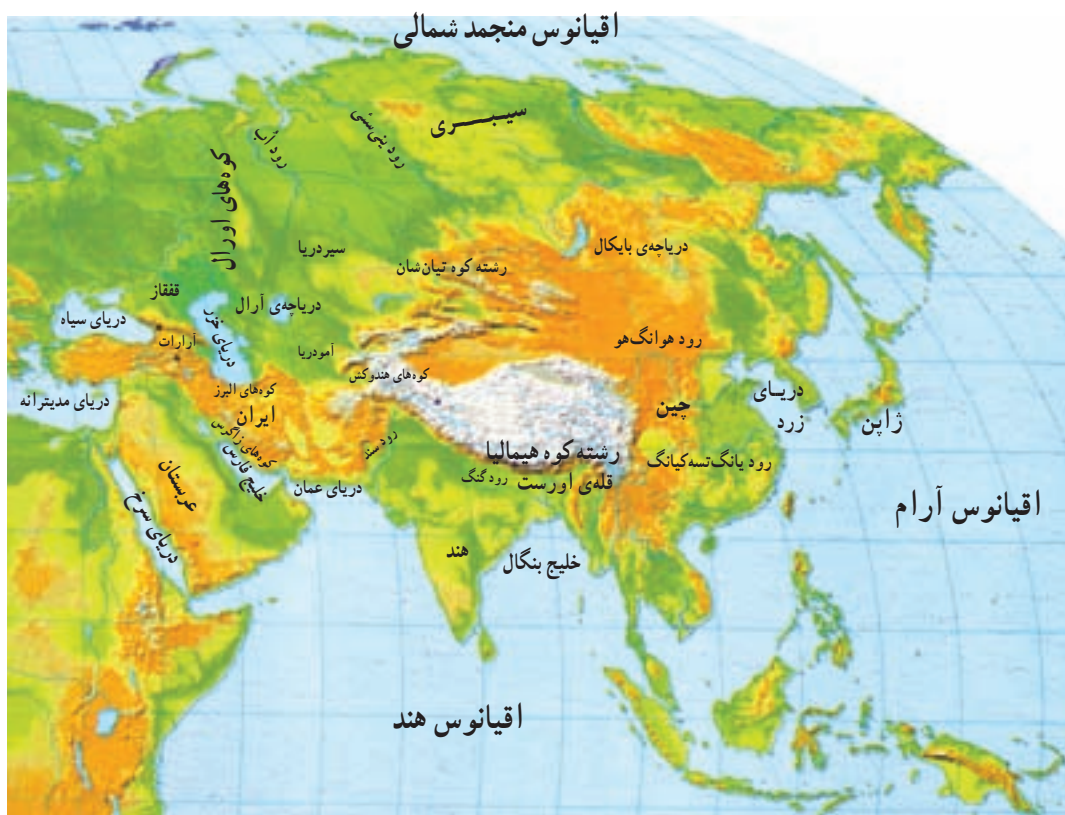 اقیانوس منجمد شمالی
سیبری
رود ینی‌سئی
رود اُب
کوه‌های اورال
سیردریا
دریاچه‌ی بایکال
رشته کوه تیان‌شان
قفقاز
دریای خزر
دریاچه‌ی آرال
دریای سیاه
آرارات
آمودریا
رود هوانگ‌هو
کوه‌های هندوکش
کوه‌های البرز
دریای مدیترانه
ایران
چین
دریـای
زرد
ژاپن
کوه‌های زاگرس
رود سند
رشته کوه هیمالیا
رود یانگ‌تسه‌کیانگ
خلیج فارس
دریای عمان
رود گنگ
قله‌ی اورست
عربستان
دریای سرخ
اقیانوس آرام
هند
خلیج بنگال
اقیانوس هند